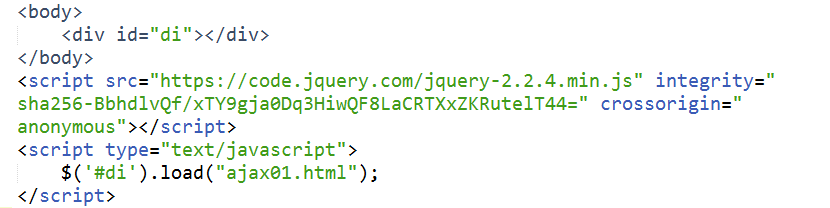 <body>
<div id="di"></div>
</body>
<script src="https://code.jquery.com/jquery-2.2.4.min.js" integrity="
sha256-BbhdlvQf/xTY9gja0Dq3HiwQF8LaCRTXxZKRutelT44=" crossorigin="
anonymous"></script>
<script type="text/javascript">
$('#di').load("ajax01.html");
</script>